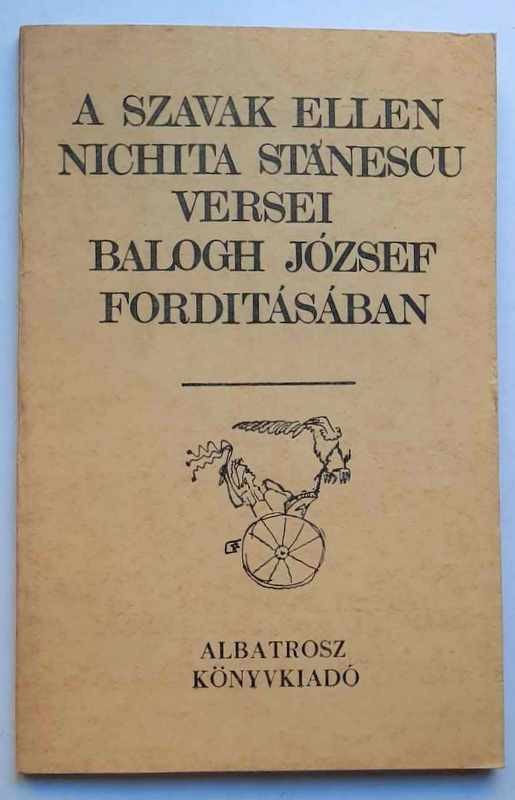 A SZAVAK ELLEN
NICHITA STĂNESCU
VERSEI
BALOGH JÓZSEF
FORDITÁSÁBAN
ALBATROSZ
KÖNYVKIADÓ